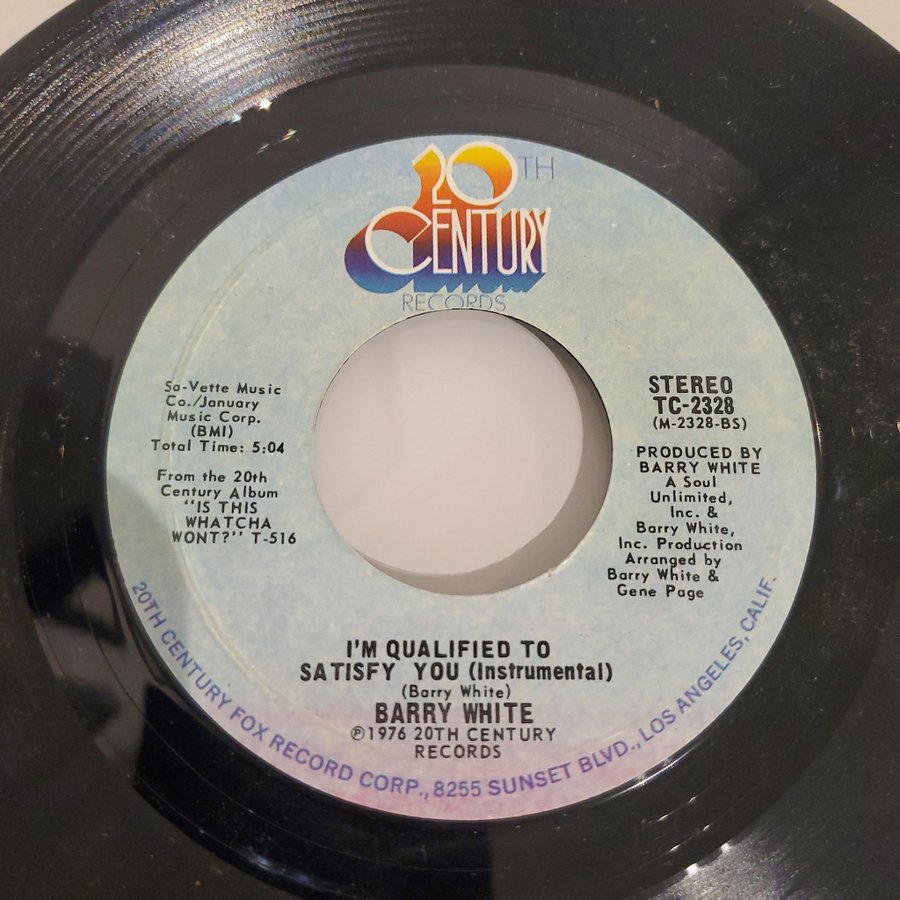 20TH
CENTURY
RECORDS
Sa-Vette Music
Co./January
Music Corp.
(BMI)
Total Time: 5:04
From the 20th
Century Album
"IS THIS
WHATCHA
WONT?" T-516
STEREO
TC-2328
(M-2328-BS)
PRODUCED BY
BARRY WHITE
A Soul
Unlimited,
Inc. &
Barry White,
Inc. Production
Arranged by
Barry White &
Gene Page
I'M QUALIFIED TO
SATISFY YOU (Instrumental)
(Barry White)
BARRY WHITE
℗1976 20TH CENTURY
RECORDS
20TH CENTURY FOX RECORD CORP., 8255 SUNSET BLVD., LOS ANGELES, CALIF.